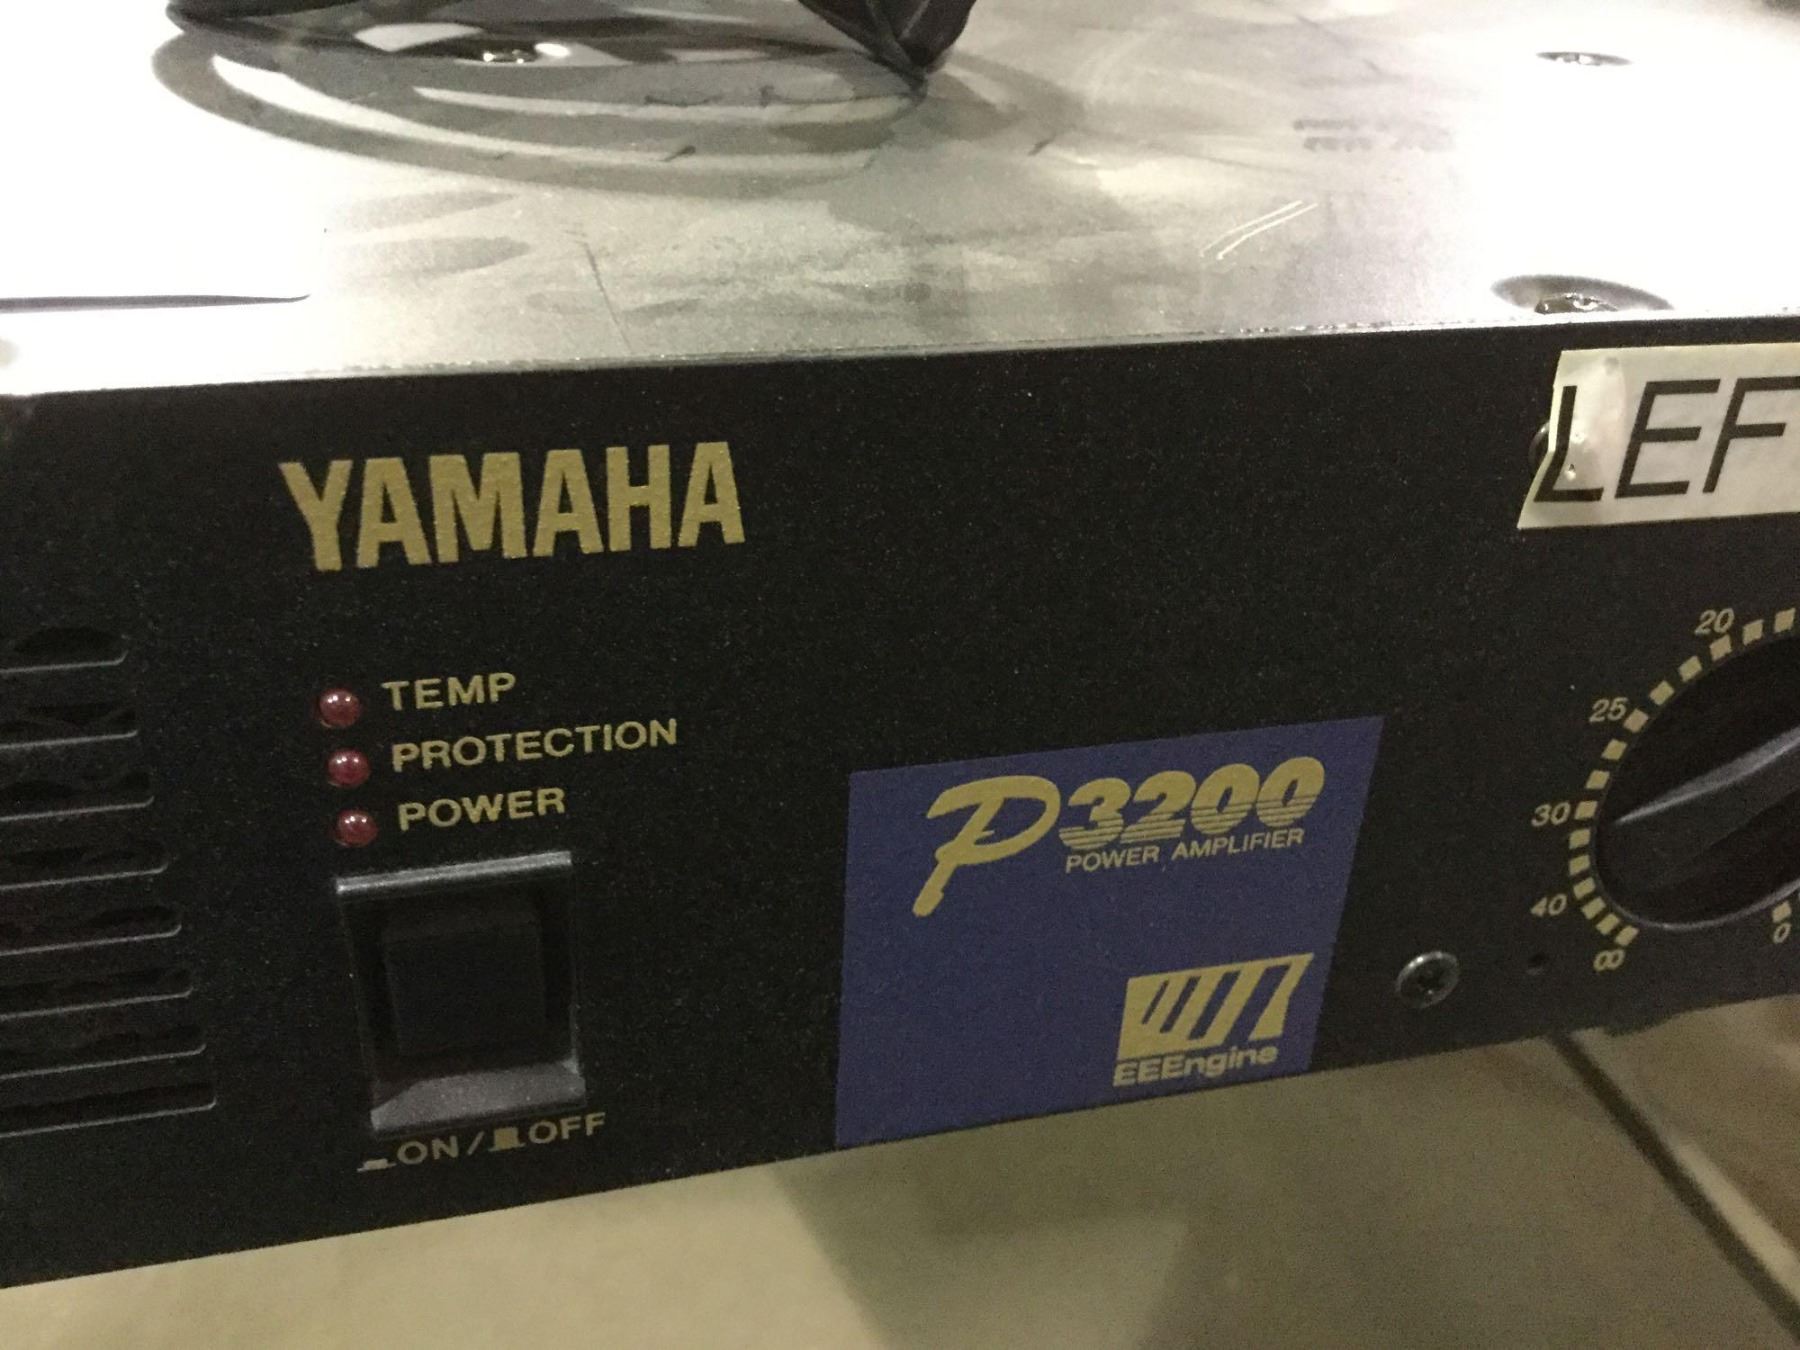 YAMAHA
LEF
TEMP
PROTECTION
POWER
P3200
POWER AMPLIFIER
EEEngine
ON / OFF
20
25
30
40
∞
0